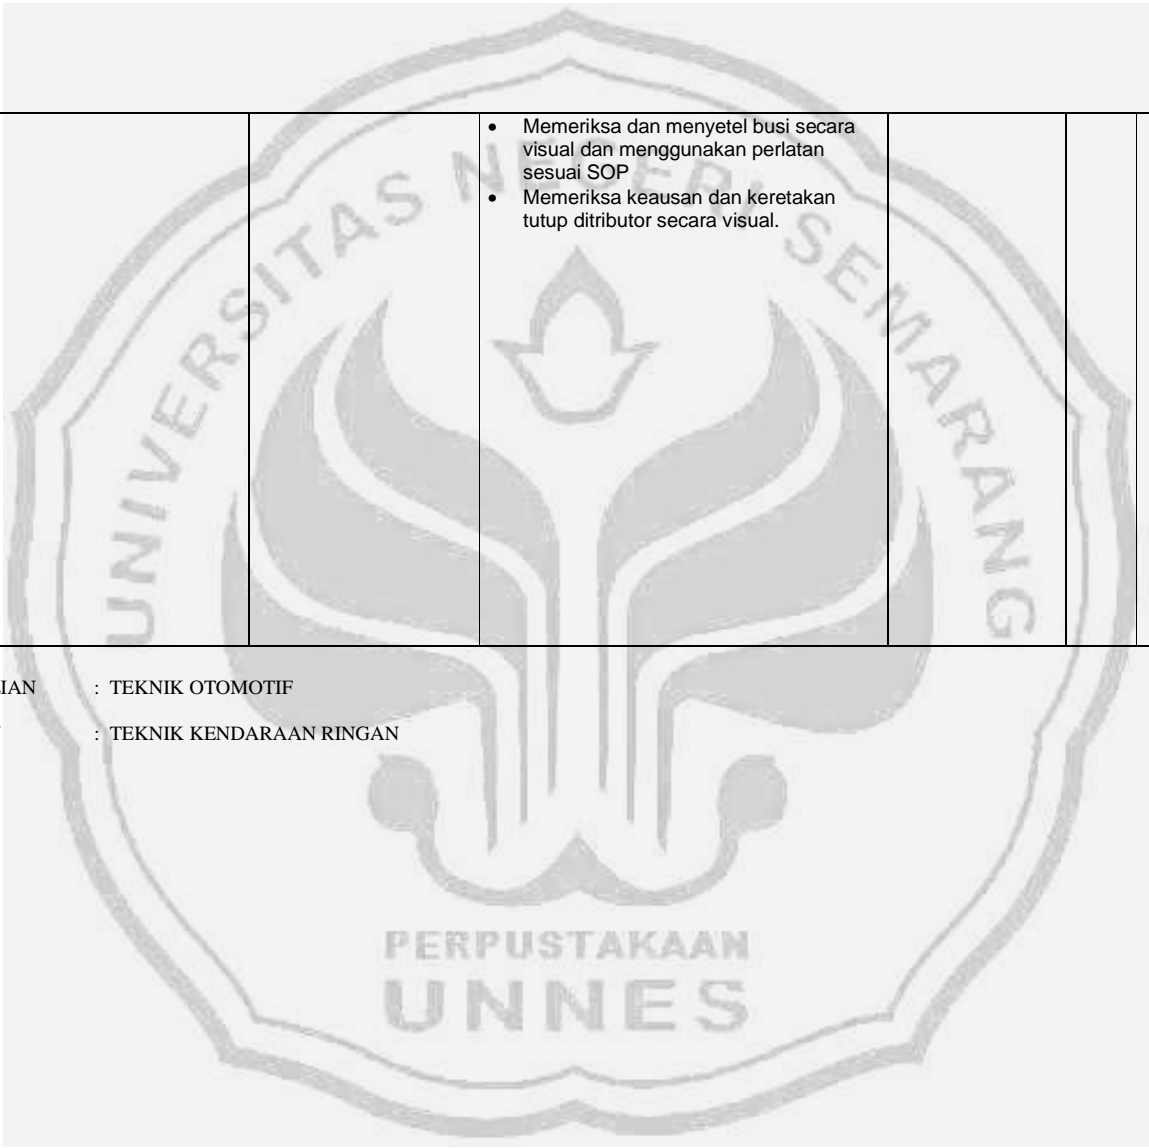 • Memeriksa dan menyetel busi secara
visual dan menggunakan perlatan
sesuai SOP
• Memeriksa keausan dan keretakan
tutup ditributor secara visual.
UNIVERSITAS NEGERI SEMARANG
IAN : TEKNIK OTOMOTIF
: TEKNIK KENDARAAN RINGAN
PERPUSTAKAAN
UNNES